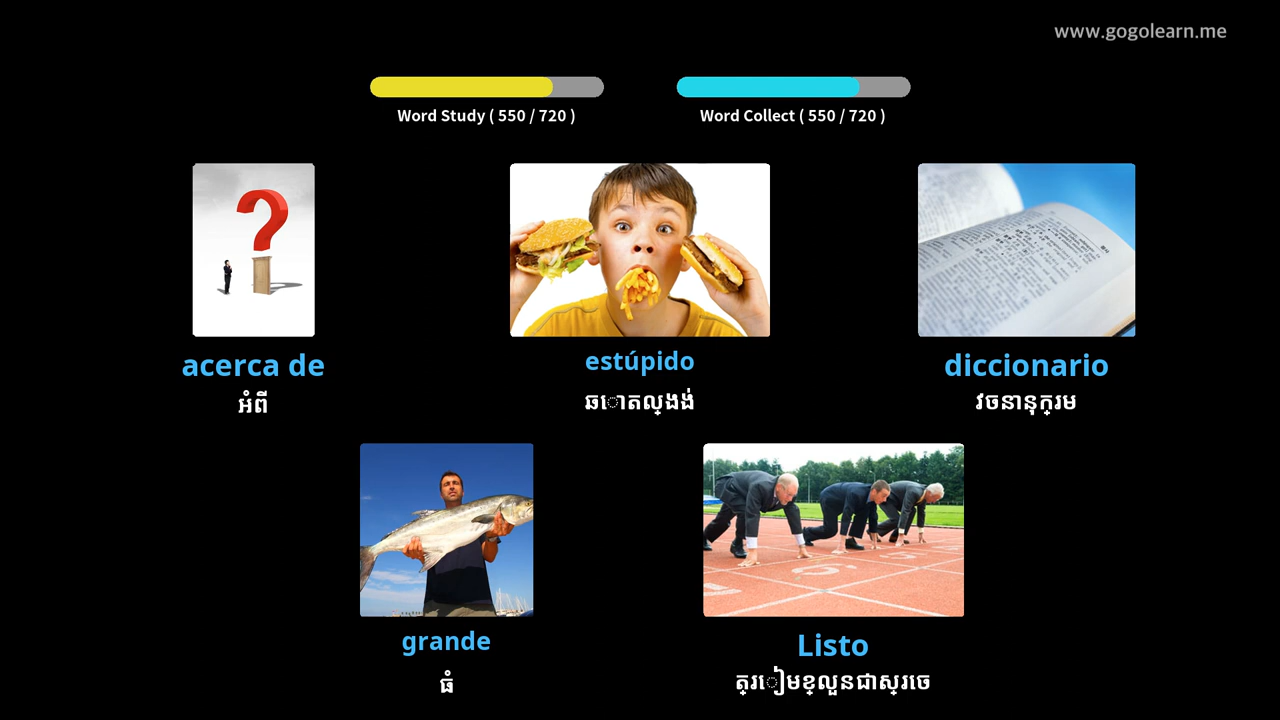 www.gogolearn.me
Word Study ( 550 / 720 )
Word Collect ( 550 / 720 )
acerca de
អំពី
estúpido
ឆោតល្ងង់
diccionario
វចនានុក្រម
grande
ធំ
Listo
ត្រៀមខ្លួនជាស្រេច